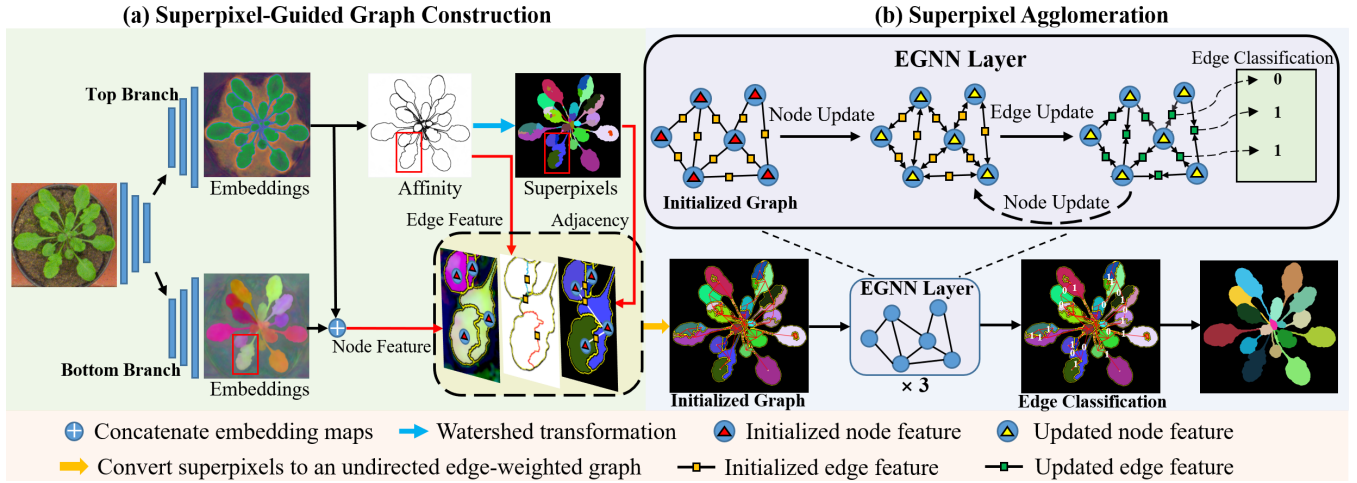 (a) Superpixel-Guided Graph Construction
(b) Superpixel Agglomeration
Top Branch
Embeddings
Affinity
Superpixels
Edge Feature
Adjacency
Bottom Branch
Embeddings
Node Feature
EGNN Layer
Edge Classification
0
1
1
Node Update
Edge Update
Initialized Graph
Node Update
Initialized Graph
EGNN Layer
× 3
Edge Classification
Concatenate embedding maps
Watershed transformation
Initialized node feature
Updated node feature
Convert superpixels to an undirected edge-weighted graph
Initialized edge feature
Updated edge feature